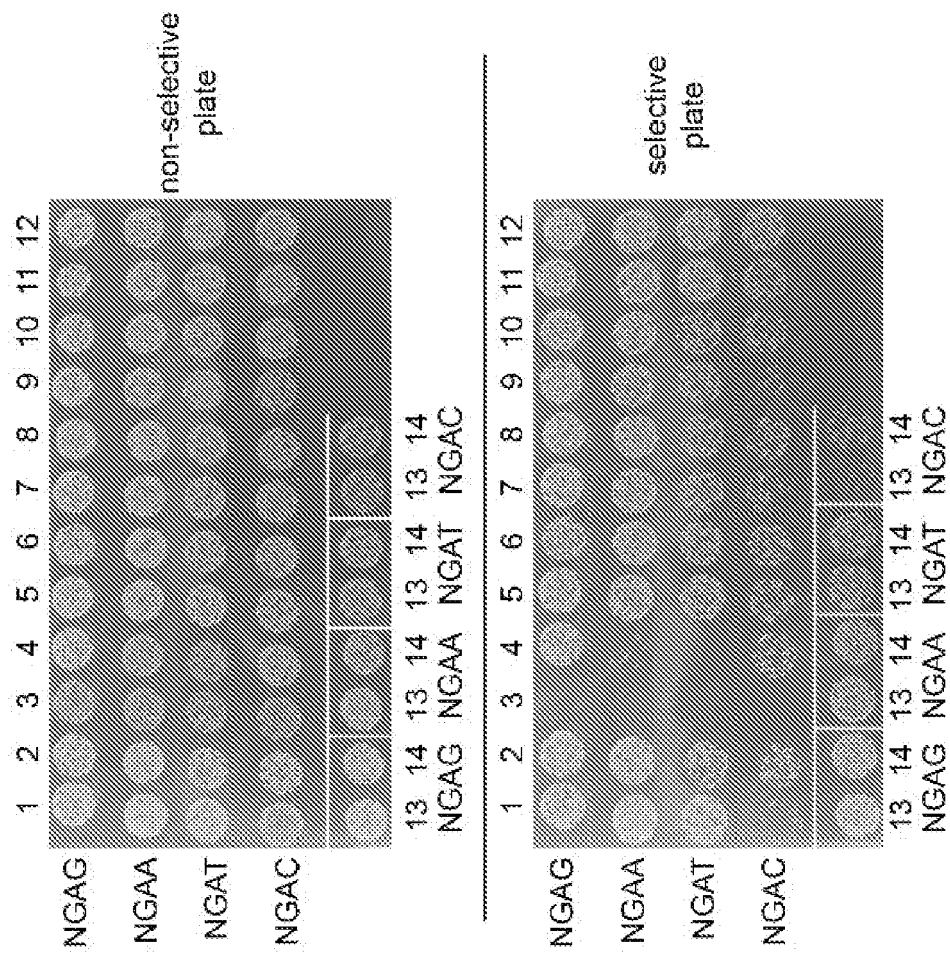 1 2 3 4 5 6 7 8 9 10 11 12
NGAG
NGAA
NGAT
NGAC
non-selective
plate
13 14 13 14 13 14 13 14
NGAG NGAA NGAT NGAC
1 2 3 4 5 6 7 8 9 10 11 12
NGAG
NGAA
NGAT
NGAC
selective
plate
13 14 13 14 13 14 13 14
NGAG NGAA NGAT NGAC